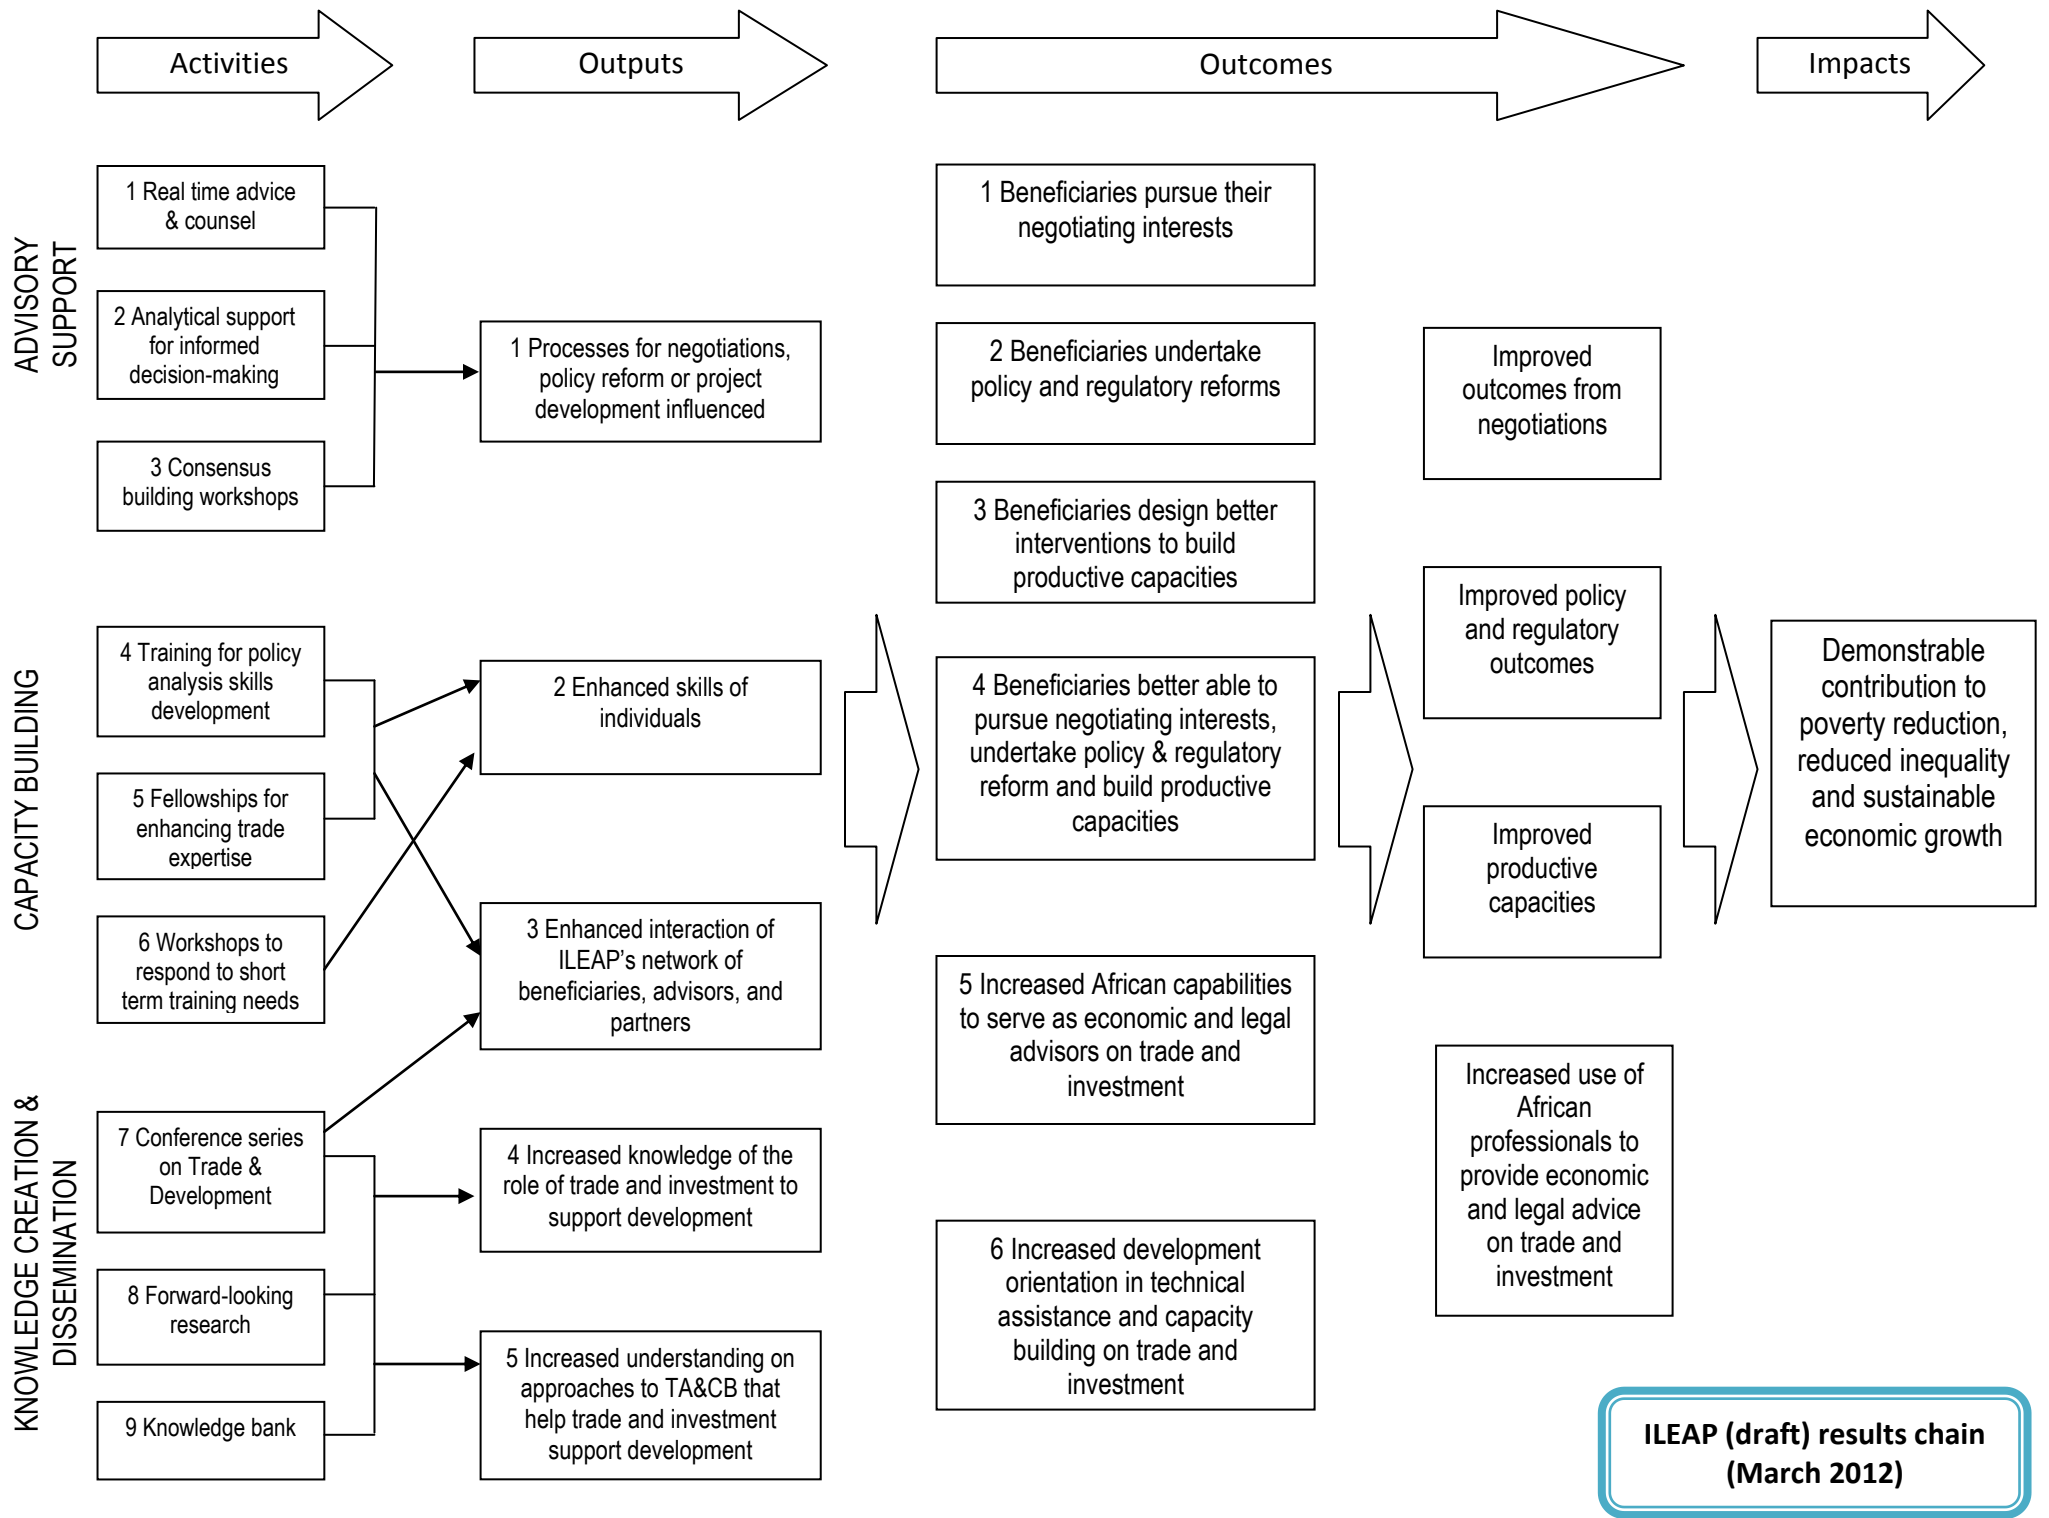 Activities
Outputs
Outcomes
Impacts
ADVISORY
SUPPORT
1 Real time advice
& counsel
2 Analytical support
for informed
decision-making
3 Consensus
building workshops
CAPACITY BUILDING
4 Training for policy
analysis skills
development
5 Fellowships for
enhancing trade
expertise
6 Workshops to
respond to short
term training needs
KNOWLEDGE CREATION &
DISSEMINATION
7 Conference series
on Trade &
Development
8 Forward-looking
research
9 Knowledge bank
1 Processes for negotiations,
policy reform or project
development influenced
2 Enhanced skills of
individuals
3 Enhanced interaction of
ILEAP’s network of
beneficiaries, advisors, and
partners
4 Increased knowledge of the
role of trade and investment to
support development
5 Increased understanding on
approaches to TA&CB that
help trade and investment
support development
1 Beneficiaries pursue their
negotiating interests
2 Beneficiaries undertake
policy and regulatory reforms
3 Beneficiaries design better
interventions to build
productive capacities
4 Beneficiaries better able to
pursue negotiating interests,
undertake policy & regulatory
reform and build productive
capacities
5 Increased African capabilities
to serve as economic and legal
advisors on trade and
investment
6 Increased development
orientation in technical
assistance and capacity
building on trade and
investment
Improved
outcomes from
negotiations
Improved policy
and regulatory
outcomes
Improved
productive
capacities
Increased use of
African
professionals to
provide economic
and legal advice
on trade and
investment
Demonstrable
contribution to
poverty reduction,
reduced inequality
and sustainable
economic growth
ILEAP (draft) results chain
(March 2012)